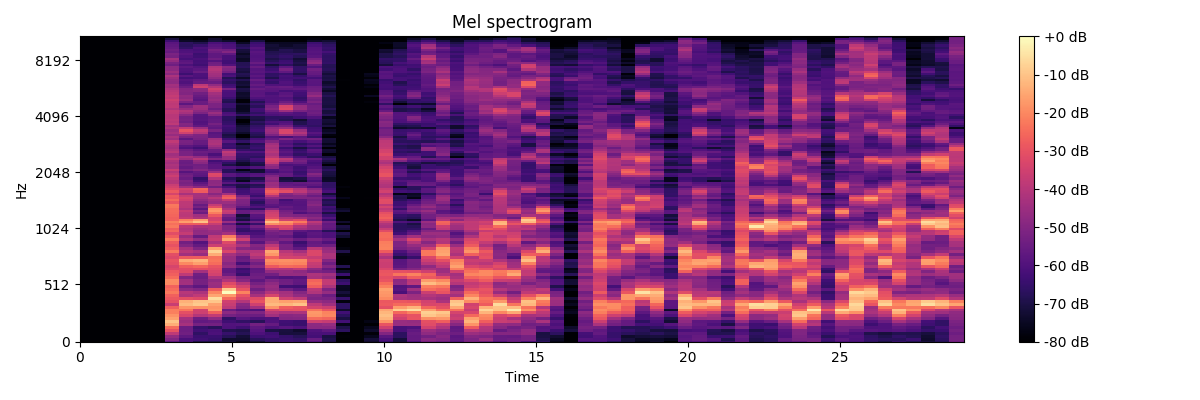 Mel spectrogram
Hz
8192
4096
2048
1024
512
0
0 5 10 15 20 25
Time
+0 dB
-10 dB
-20 dB
-30 dB
-40 dB
-50 dB
-60 dB
-70 dB
-80 dB